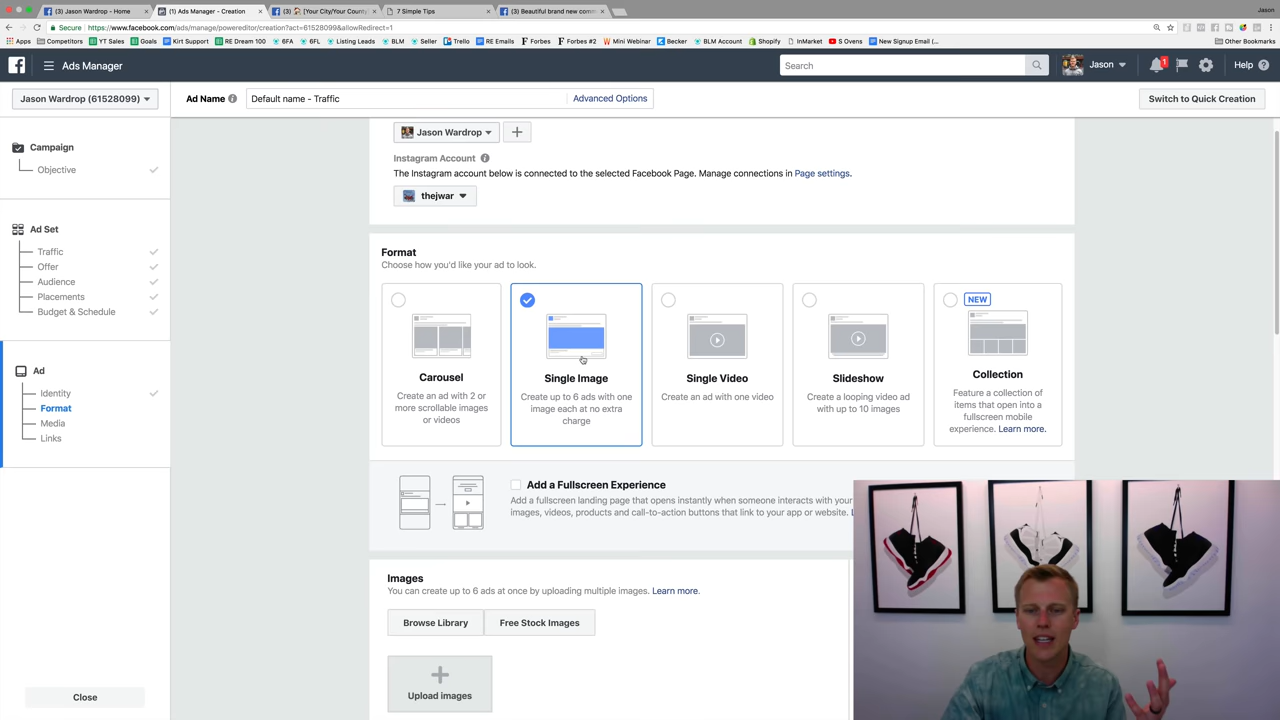 (3) Jason Wardrop - Home
(1) Ads Manager - Creation
(3) 🏠 [Your City/Your County
7 Simple Tips
(3) Beautiful brand new comm
Jason
Secure
https://www.facebook.com/ads/manage/powereditor/creation?act=61528099&allowRedirect=1
Apps
Competitors
YT Sales
Goals
Kirt Support
RE Dream 100
6FA
6FL
Listing Leads
BLM
Seller
Trello
RE Emails
Forbes
Forbes #2
Mini Webinar
Becker
BLM Account
Shopify
InMarket
S Ovens
New Signup Email (...
Other Bookmarks
Ads Manager
Search
Jason
1
Help
Jason Wardrop (61528099)
Ad Name
Default name - Traffic
Advanced Options
Switch to Quick Creation
Campaign
Objective
Ad Set
Traffic
Offer
Audience
Placements
Budget & Schedule
Ad
Identity
Format
Media
Links
Close
Jason Wardrop
Instagram Account
The Instagram account below is connected to the selected Facebook Page. Manage connections in Page settings.
thejwar
Format
Choose how you'd like your ad to look.
Carousel
Create an ad with 2 or
more scrollable images
or videos
Single Image
Create up to 6 ads with one
image each at no extra
charge
Single Video
Create an ad with one video
Slideshow
Create a looping video ad
with up to 10 images
NEW
Collection
Feature a collection of
items that open into a
fullscreen mobile
experience. Learn more.
Add a Fullscreen Experience
Add a fullscreen landing page that opens instantly when someone interacts with your
images, videos, products and call-to-action buttons that link to your app or website.
Images
You can create up to 6 ads at once by uploading multiple images. Learn more.
Browse Library
Free Stock Images
Upload images